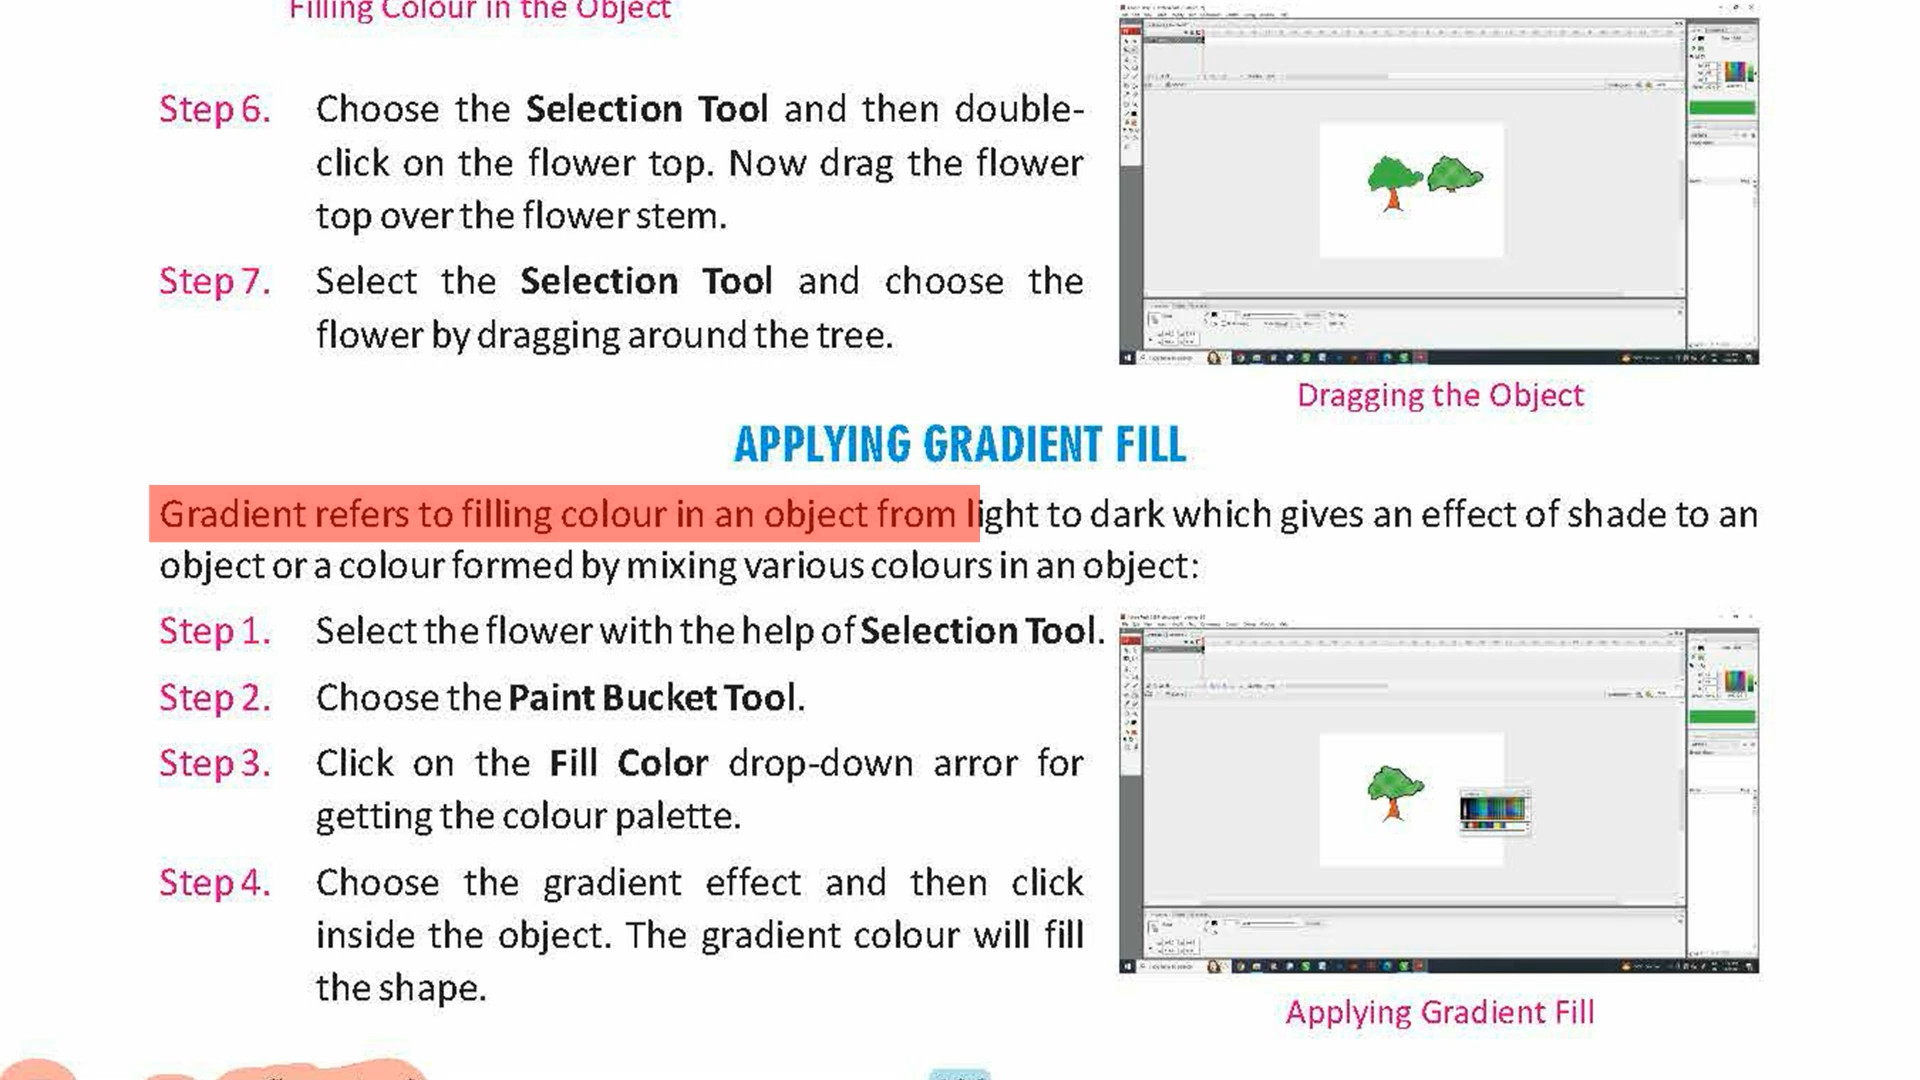 Filling Colour in the Object
Step 6. Choose the Selection Tool and then double-
click on the flower top. Now drag the flower
top over the flower stem.
Step 7. Select the Selection Tool and choose the
flower by dragging around the tree.
Dragging the Object
APPLYING GRADIENT FILL
Gradient refers to filling colour in an object from light to dark which gives an effect of shade to an
object or a colour formed by mixing various colours in an object:
Step 1. Select the flower with the help of Selection Tool.
Step 2. Choose the Paint Bucket Tool.
Step 3. Click on the Fill Color drop-down arror for
getting the colour palette.
Step 4. Choose the gradient effect and then click
inside the object. The gradient colour will fill
the shape.
Applying Gradient Fill